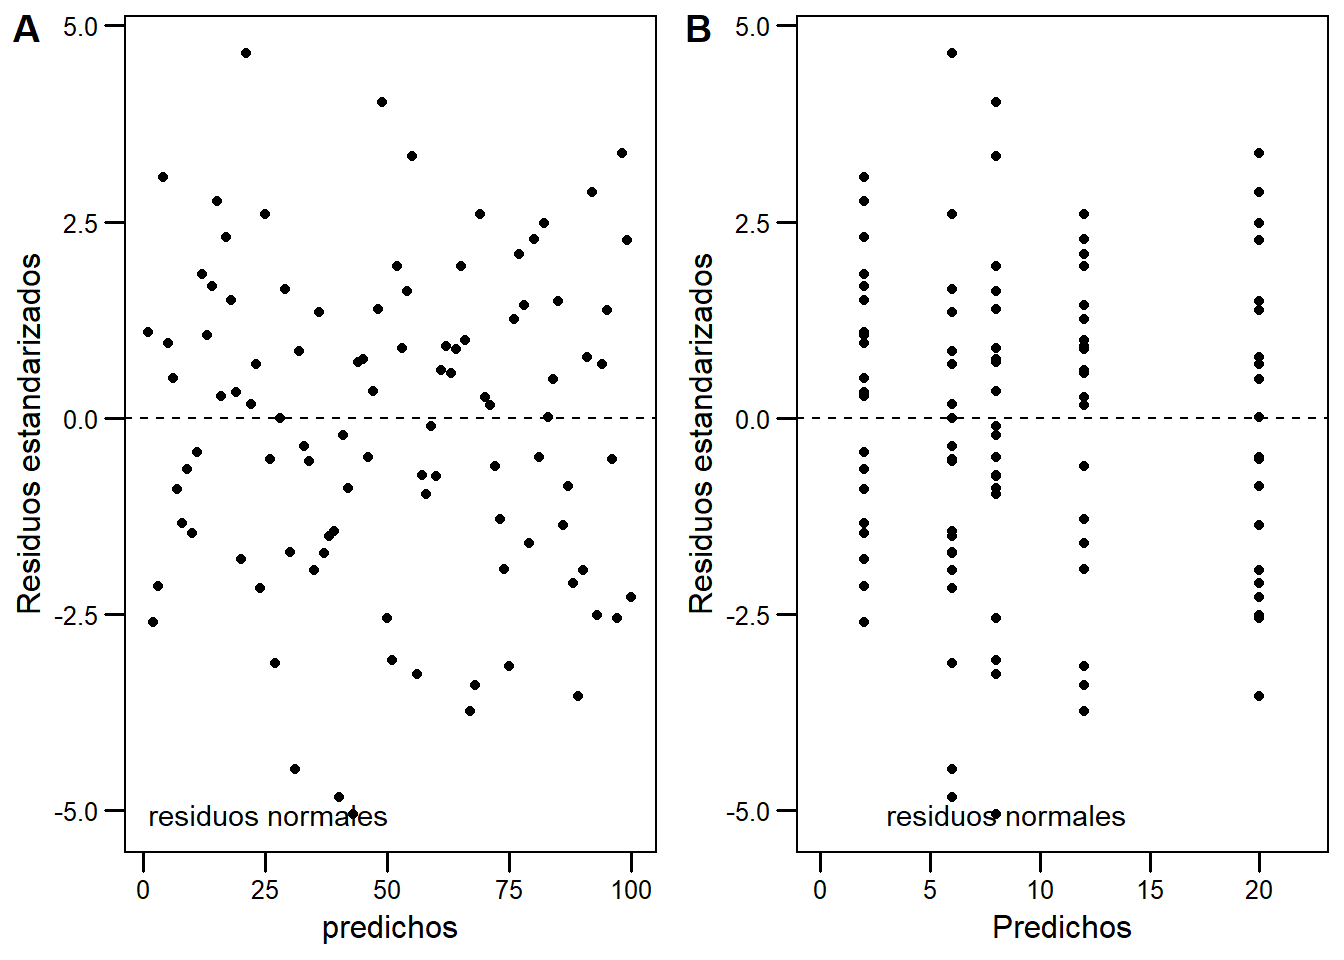 A
5.0
2.5
0.0
-2.5
-5.0
Residuos estandarizados
residuos normales
0 25 50 75 100
predichos
B
5.0
2.5
0.0
-2.5
-5.0
Residuos estandarizados
residuos normales
0 5 10 15 20
Predichos